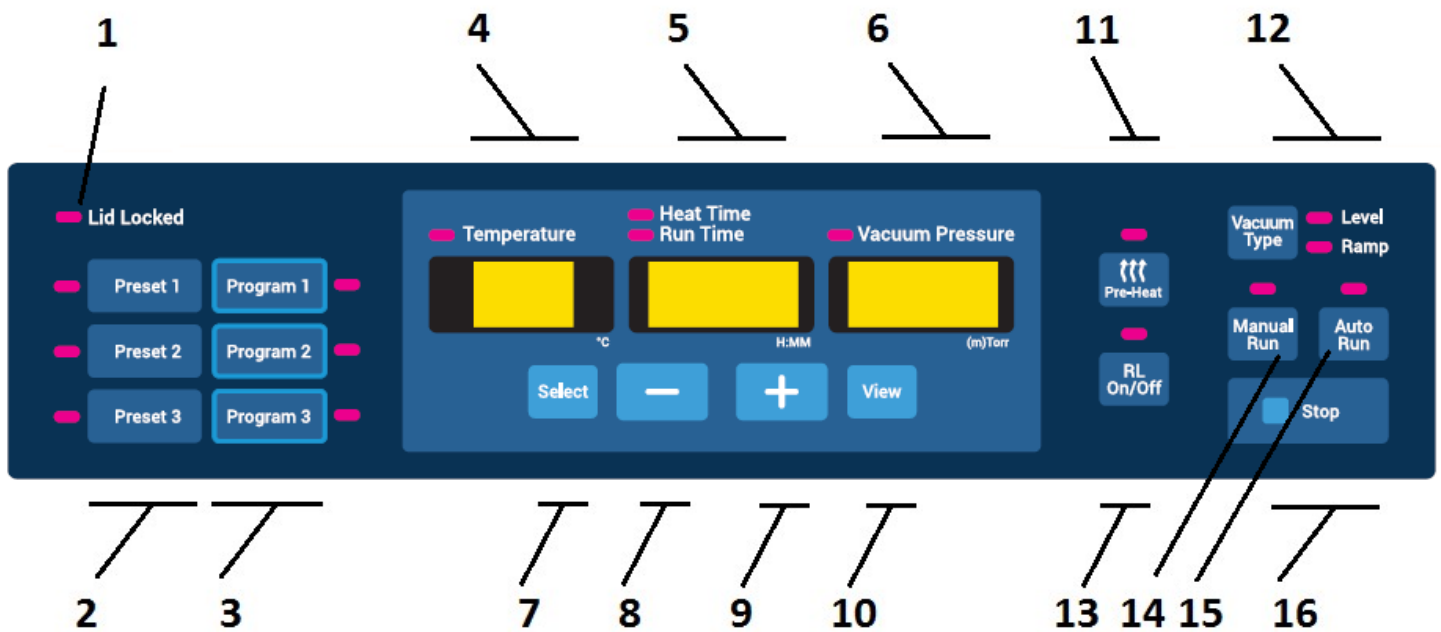 1
4
5
6
11
12
Lid Locked
Preset 1
Program 1
Preset 2
Program 2
Preset 3
Program 3
Temperature
Heat Time
Run Time
Vacuum Pressure
°C
H:MM
(m)Torr
Select
−
+
View
Pre-Heat
RL
On/Off
Vacuum
Type
Level
Ramp
Manual
Run
Auto
Run
Stop
2
3
7
8
9
10
13
14
15
16